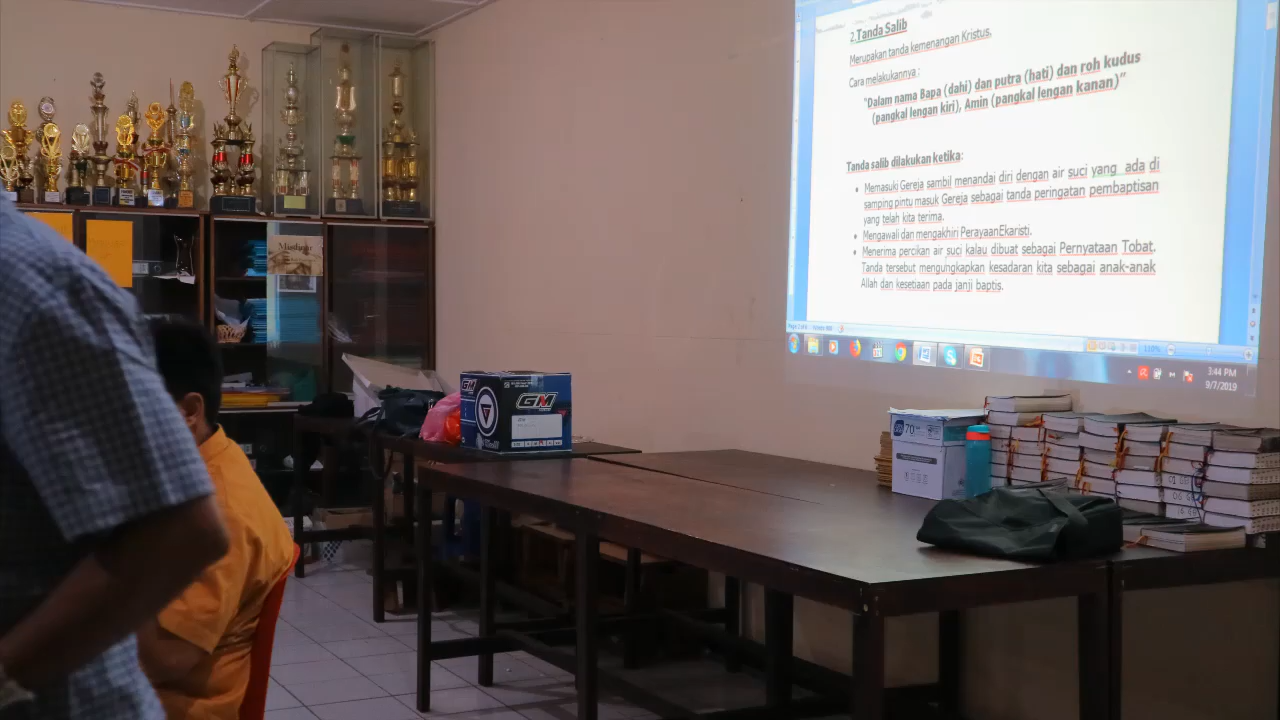 2.Tanda Salib
Merupakan tanda kemenangan Kristus.
Cara melakukannya :
"Dalam nama Bapa (dahi) dan putra (hati) dan roh kudus
(pangkal lengan kiri), Amin (pangkal lengan kanan)"
Tanda salib dilakukan ketika:
Memasuki Gereja sambil menandai diri dengan air suci yang ada di
samping pintu masuk Gereja sebagai tanda peringatan pembaptisan
yang telah kita terima.
Mengawali dan mengakhiri PerayaanEkaristi.
Menerima percikan air suci kalau dibuat sebagai Pernyataan Tobat.
Tanda tersebut mengungkapkan kesadaran kita sebagai anak-anak
Allah dan kesetiaan pada janji baptis.
110%
3:44 PM
9/7/2019
GM
GM
70